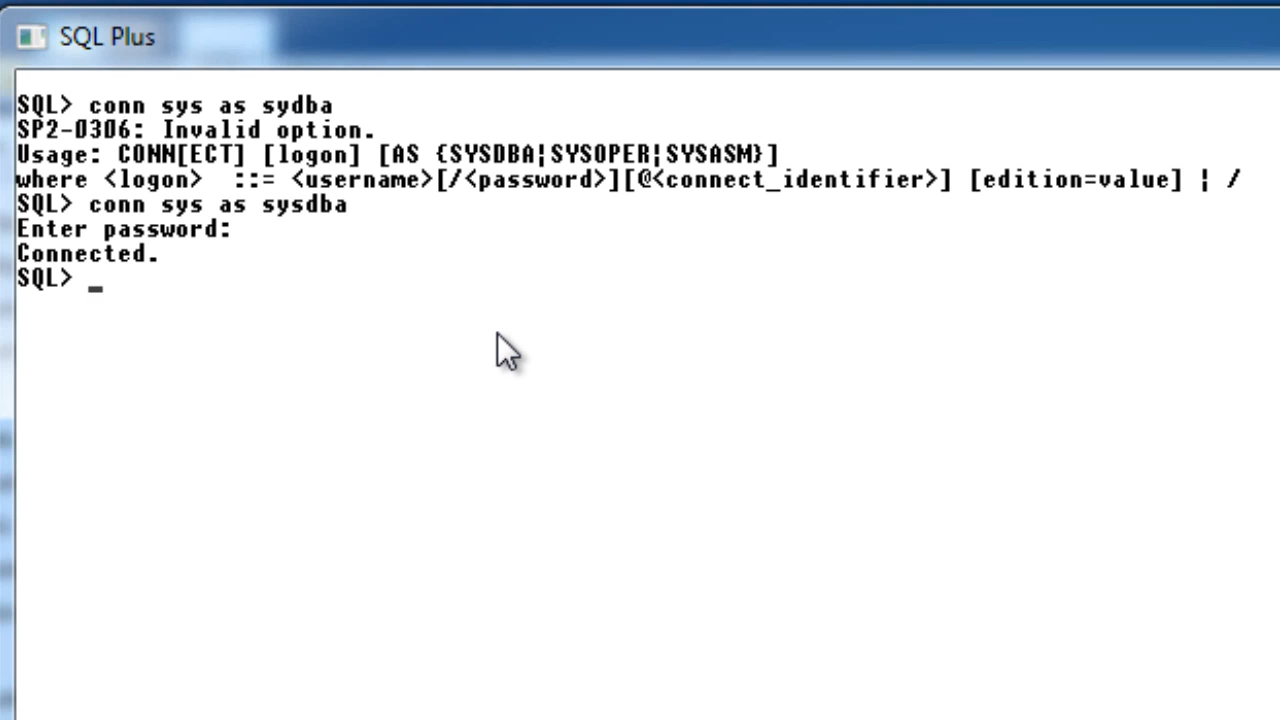 SQL Plus
SQL> conn sys as sydba
SP2-0306: Invalid option.
Usage: CONN[ECT] [logon] [AS {SYSDBA|SYSOPER|SYSASM}]
where <logon>  ::= <username>[/<password>][@<connect_identifier>] [edition=value] | /
SQL> conn sys as sysdba
Enter password:
Connected.
SQL> _